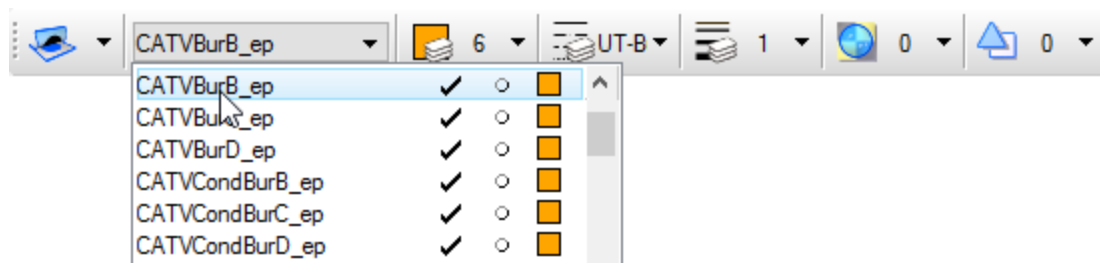 CATVBurB_ep 6 UT-B 1 0 0
CATVBurB_ep
CATVBurD_ep
CATVCondBurB_ep
CATVCondBurC_ep
CATVCondBurD_ep